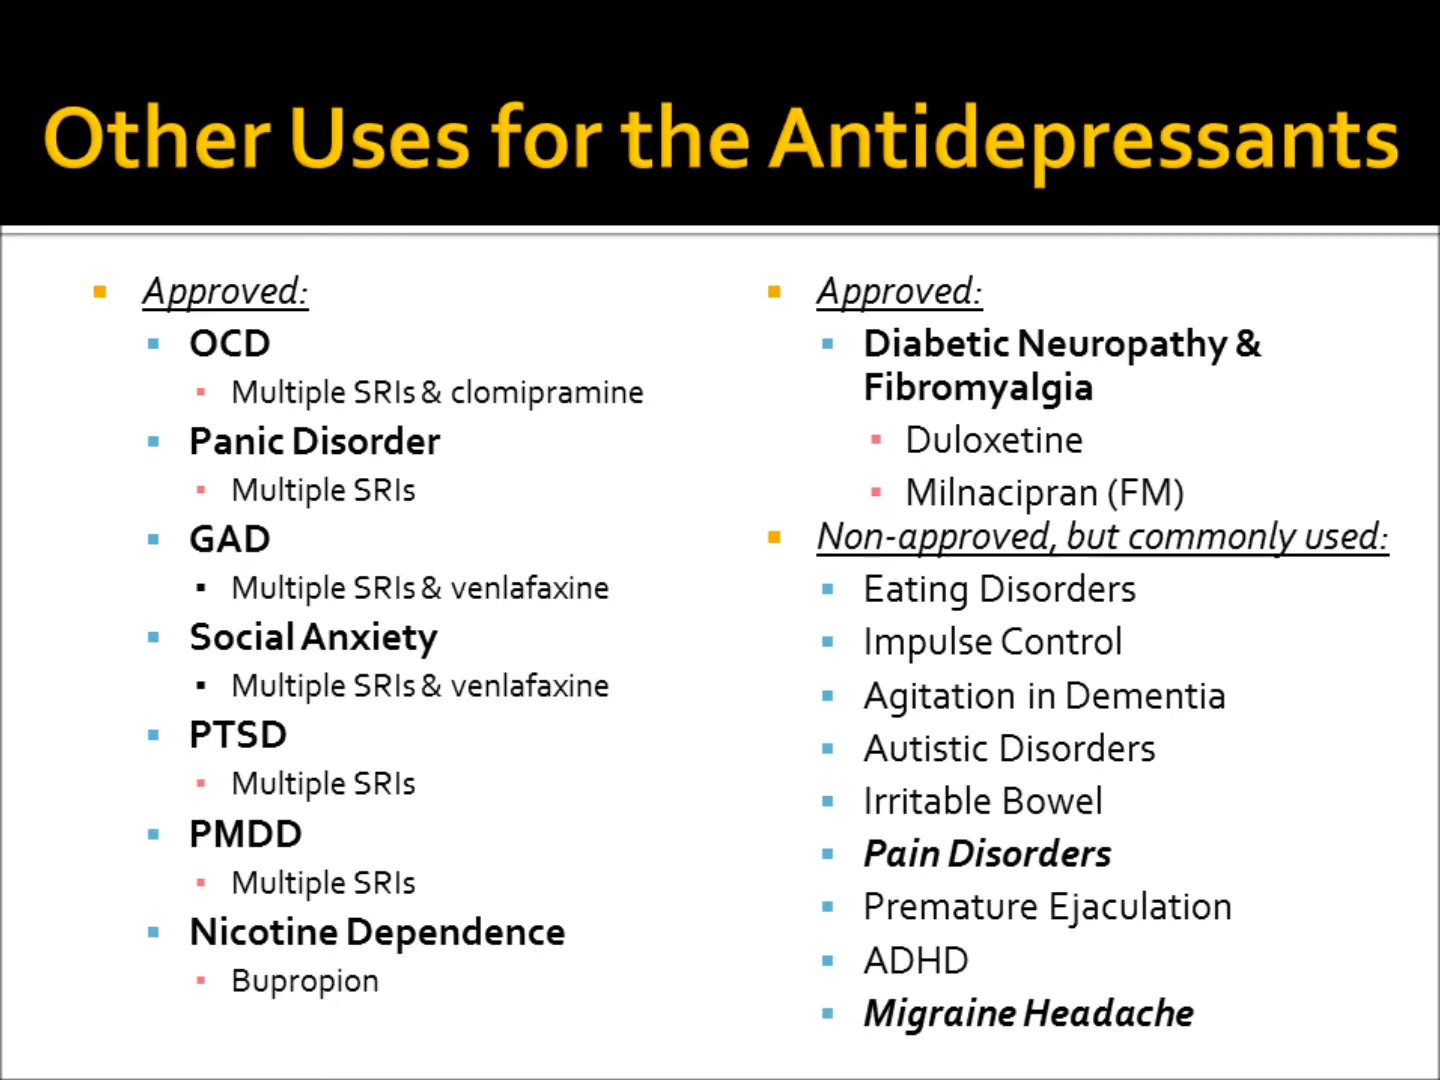 Other Uses for the Antidepressants
Approved:
OCD
Multiple SRIs & clomipramine
Panic Disorder
Multiple SRIs
GAD
Multiple SRIs & venlafaxine
Social Anxiety
Multiple SRIs & venlafaxine
PTSD
Multiple SRIs
PMDD
Multiple SRIs
Nicotine Dependence
Bupropion
Approved:
Diabetic Neuropathy &
Fibromyalgia
Duloxetine
Milnacipran (FM)
Non-approved, but commonly used:
Eating Disorders
Impulse Control
Agitation in Dementia
Autistic Disorders
Irritable Bowel
Pain Disorders
Premature Ejaculation
ADHD
Migraine Headache